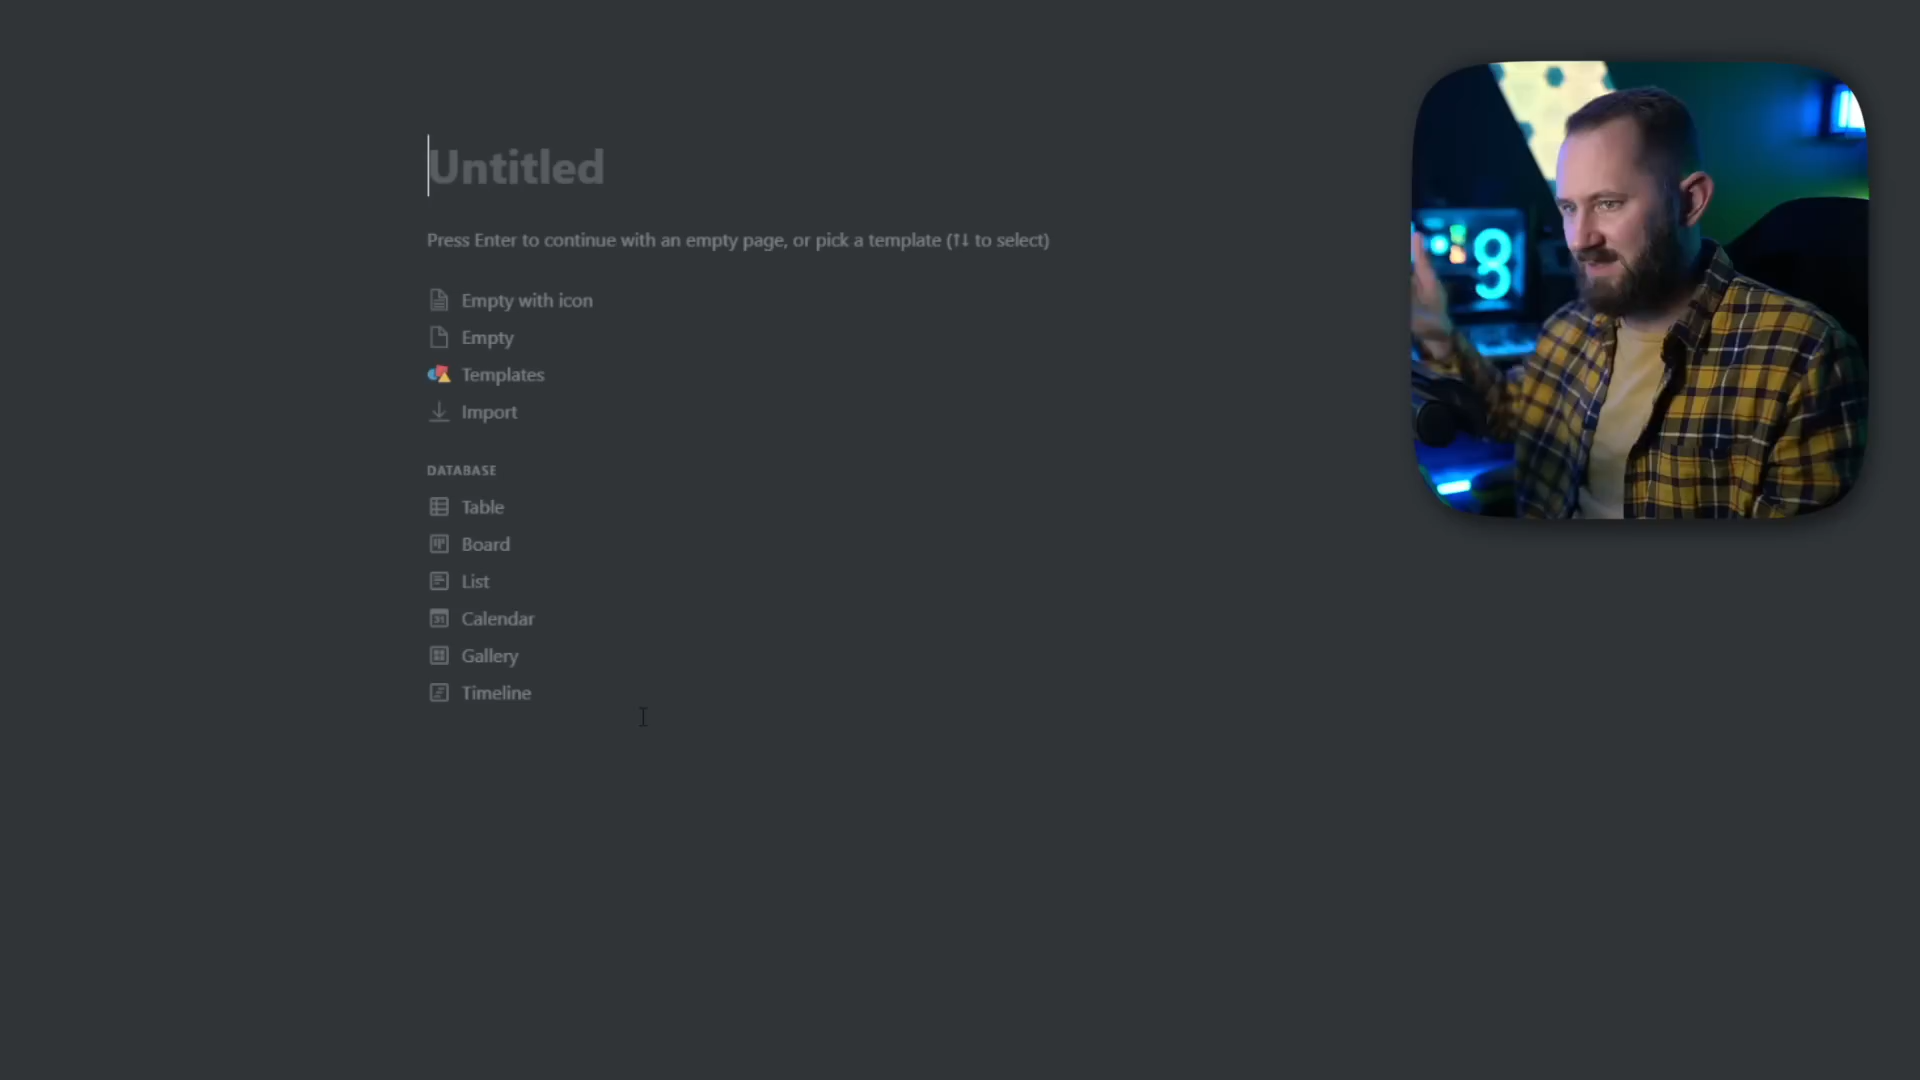 Untitled
Press Enter to continue with an empty page, or pick a template (↑↓ to select)
Empty with icon
Empty
Templates
Import
DATABASE
Table
Board
List
31 Calendar
Gallery
Timeline